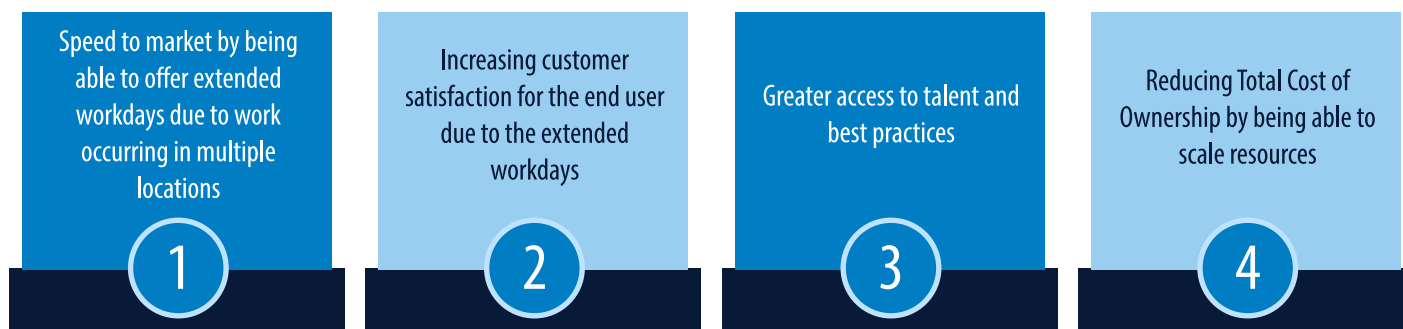 Speed to market by being
able to offer extended
workdays due to work
occurring in multiple
locations
1
Increasing customer
satisfaction for the end user
due to the extended
workdays
2
Greater access to talent and
best practices
3
Reducing Total Cost of
Ownership by being able to
scale resources
4